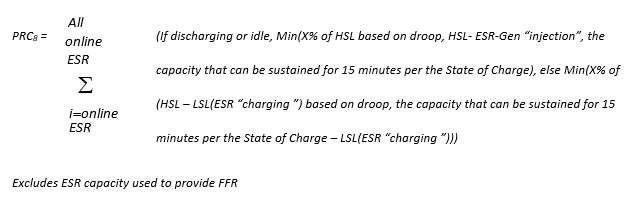 All
PRC8 = online (If discharging or idle, Min(X% of HSL based on droop, HSL- ESR-Gen “injection”, the
ESR
capacity that can be sustained for 15 minutes per the State of Charge), else Min(X% of
Σ
(HSL – LSL(ESR “charging ”) based on droop, the capacity that can be sustained for 15
i=online
ESR
minutes per the State of Charge – LSL(ESR “charging ”)))
Excludes ESR capacity used to provide FFR